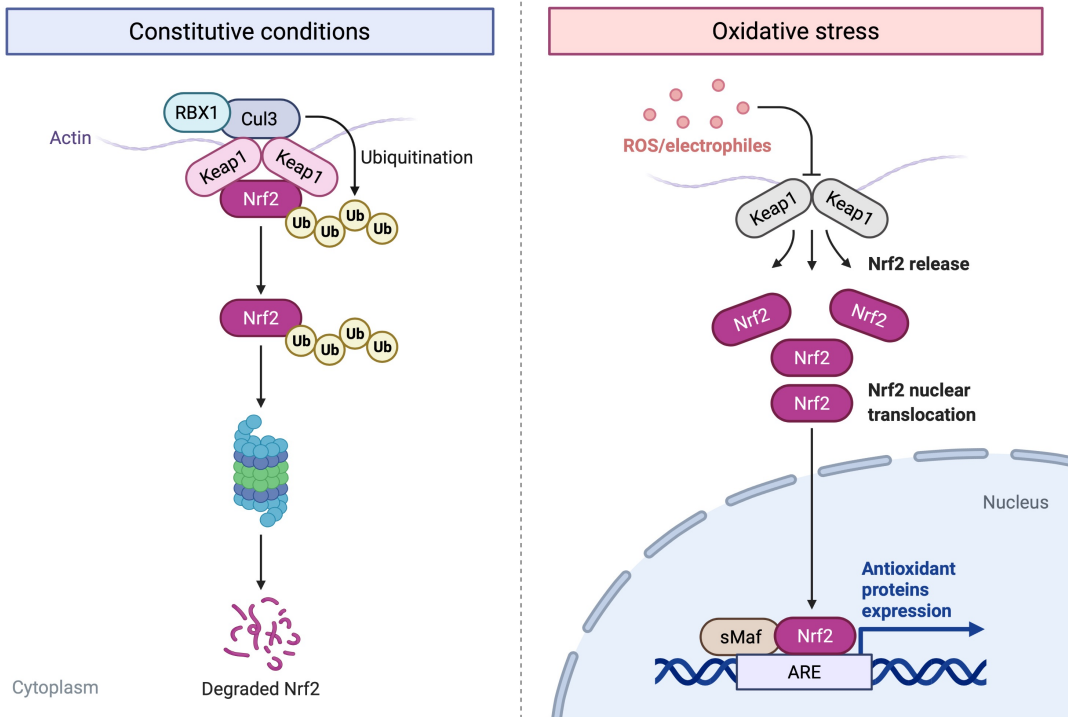 Constitutive conditions
RBX1
Cul3
Actin
Keap1
Keap1
Ubiquitination
Nrf2
Ub
Ub
Ub
Ub
Nrf2
Ub
Ub
Ub
Ub
Degraded Nrf2
Cytoplasm
Oxidative stress
ROS/electrophiles
Keap1
Keap1
Nrf2 release
Nrf2
Nrf2
Nrf2
Nrf2
Nrf2 nuclear
translocation
Nucleus
Antioxidant
proteins
expression
sMaf
Nrf2
ARE